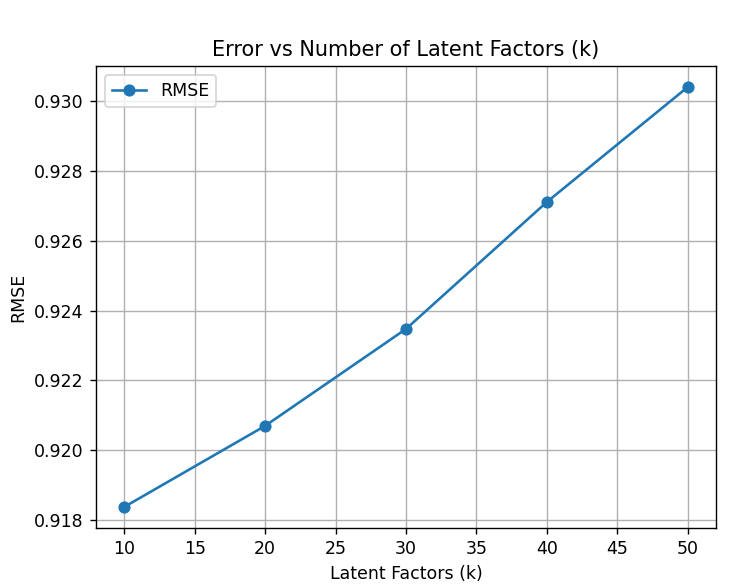 Error vs Number of Latent Factors (k)
RMSE
0.930
0.928
0.926
0.924
0.922
0.920
0.918
RMSE
10 15 20 25 30 35 40 45 50
Latent Factors (k)